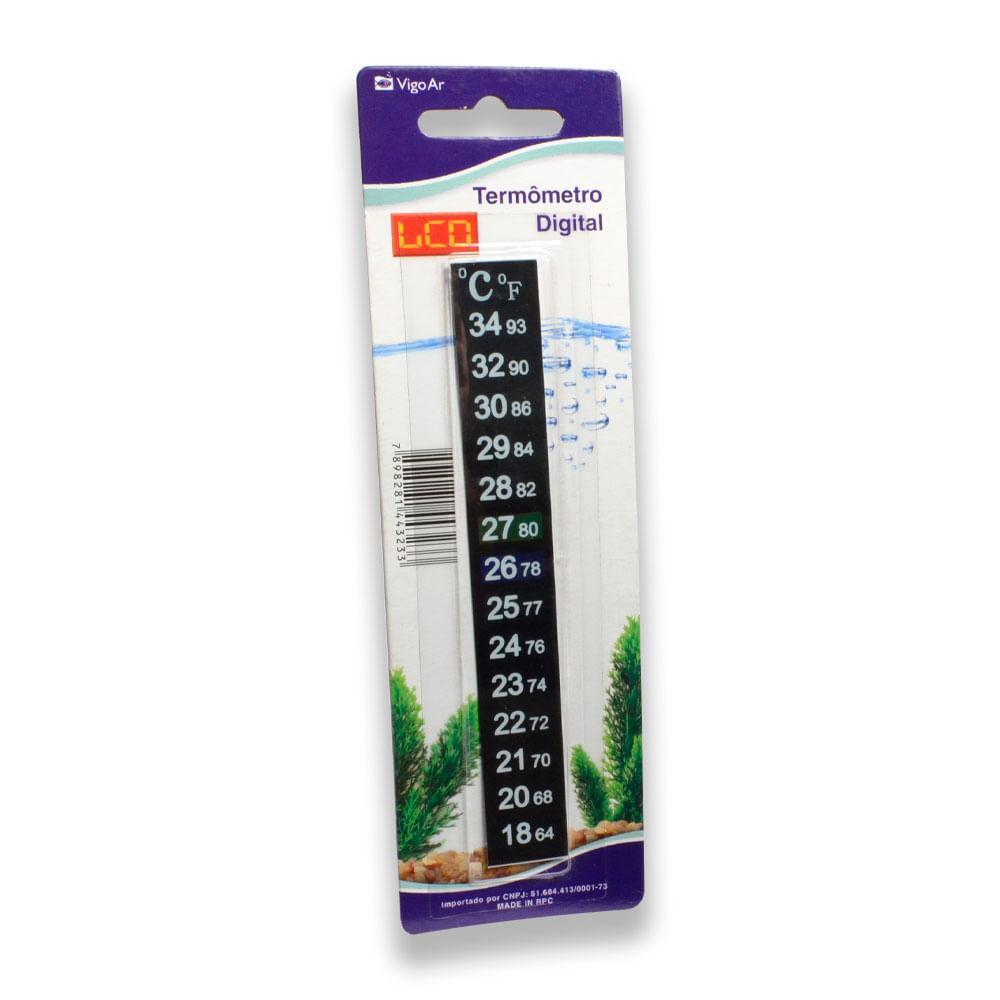 VigoAr
Termômetro
Digital
LCD
°C °F
34 93
32 90
30 86
29 84
28 82
27 80
26 78
25 77
24 76
23 74
22 72
21 70
20 68
18 64
7 898281 443233
Importado por CNPJ: 51.664.413/0001-73
MADE IN RPC